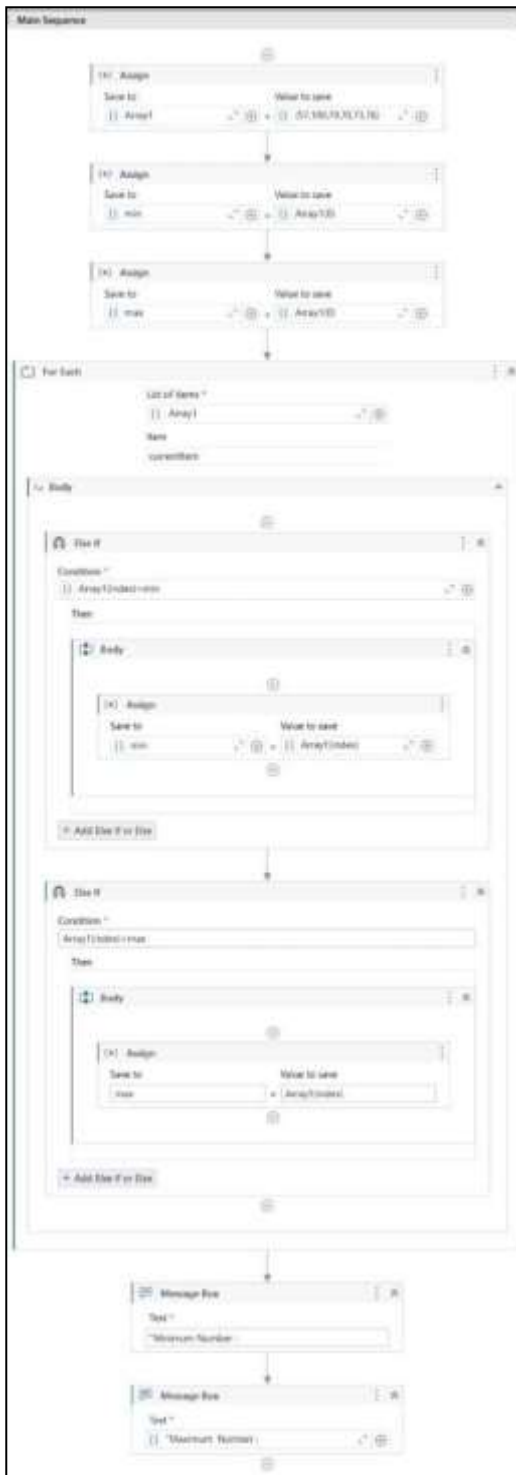 Main Sequence
Assign
Save to Value to save
Array1 =
Assign
Save to Value to save
min =
Assign
Save to Value to save
max =
For Each
List of items *
Array1
Item
currentItem
Body
Else If
Condition *
Then
Body
Assign
Save to Value to save
min = Array1(index)
+ Add Else If or Else
Else If
Condition *
Then
Body
Assign
Save to Value to save
max = Array1(index)
+ Add Else If or Else
Message Box
Text *
"Minimum Number :
Message Box
Text *
"Maximum Number :